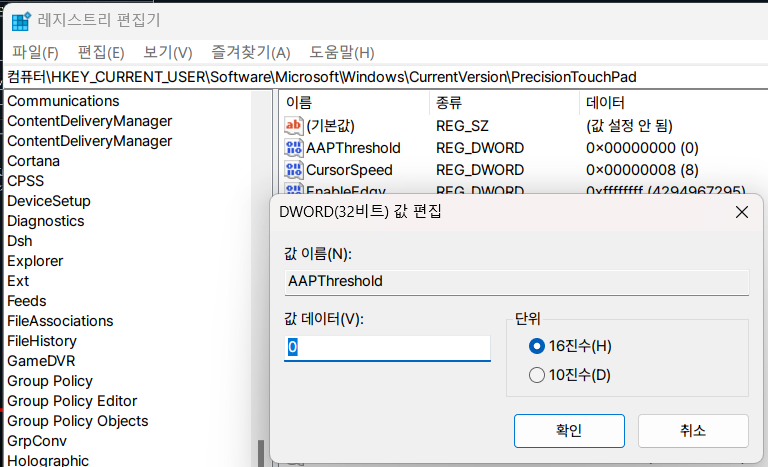 레지스트리 편집기
파일(F) 편집(E) 보기(V) 즐겨찾기(A) 도움말(H)
컴퓨터\HKEY_CURRENT_USER\Software\Microsoft\Windows\CurrentVersion\PrecisionTouchPad
Communications
ContentDeliveryManager
ContentDeliveryManager
Cortana
CPSS
DeviceSetup
Diagnostics
Dsh
Explorer
Ext
Feeds
FileAssociations
FileHistory
GameDVR
Group Policy
Group Policy Editor
Group Policy Objects
GrpConv
Holographic
이름 종류 데이터
(기본값) REG_SZ (값 설정 안 됨)
AAPThreshold REG_DWORD 0x00000000 (0)
CursorSpeed REG_DWORD 0x00000008 (8)
EnableEdgy REG_DWORD 0xffffffff (4294967295)
DWORD(32비트) 값 편집
값 이름(N):
AAPThreshold
값 데이터(V):
0
단위
16진수(H)
10진수(D)
확인 취소